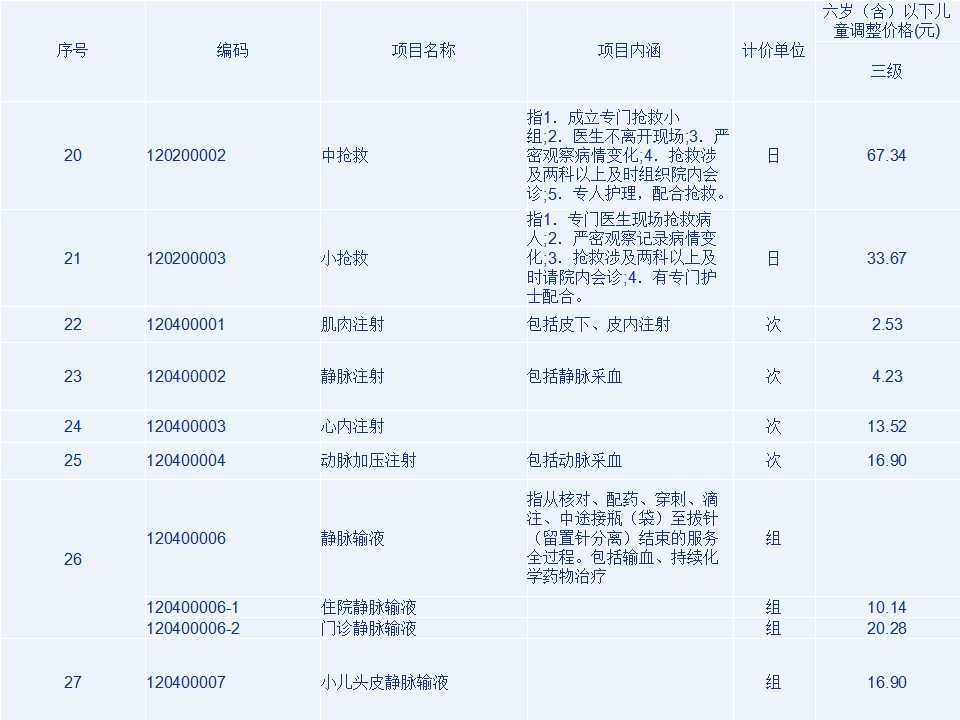 序号 编码 项目名称 项目内涵 计价单位 六岁（含）以下儿
童调整价格(元)
三级
20 120200002 中抢救 指1．成立专门抢救小
组;2．医生不离开现场;3．严
密观察病情变化;4．抢救涉
及两科以上及时组织院内会
诊;5．专人护理，配合抢救。 日 67.34
21 120200003 小抢救 指1．专门医生现场抢救病
人;2．严密观察记录病情变
化;3．抢救涉及两科以上及
时请院内会诊;4．有专门护
士配合。 日 33.67
22 120400001 肌肉注射 包括皮下、皮内注射 次 2.53
23 120400002 静脉注射 包括静脉采血 次 4.23
24 120400003 心内注射 次 13.52
25 120400004 动脉加压注射 包括动脉采血 次 16.90
26 120400006 静脉输液 指从核对、配药、穿刺、滴
注、中途接瓶（袋）至拔针
（留置针分离）结束的服务
全过程。包括输血、持续化
学药物治疗 组
120400006-1 住院静脉输液 组 10.14
120400006-2 门诊静脉输液 组 20.28
27 120400007 小儿头皮静脉输液 组 16.90